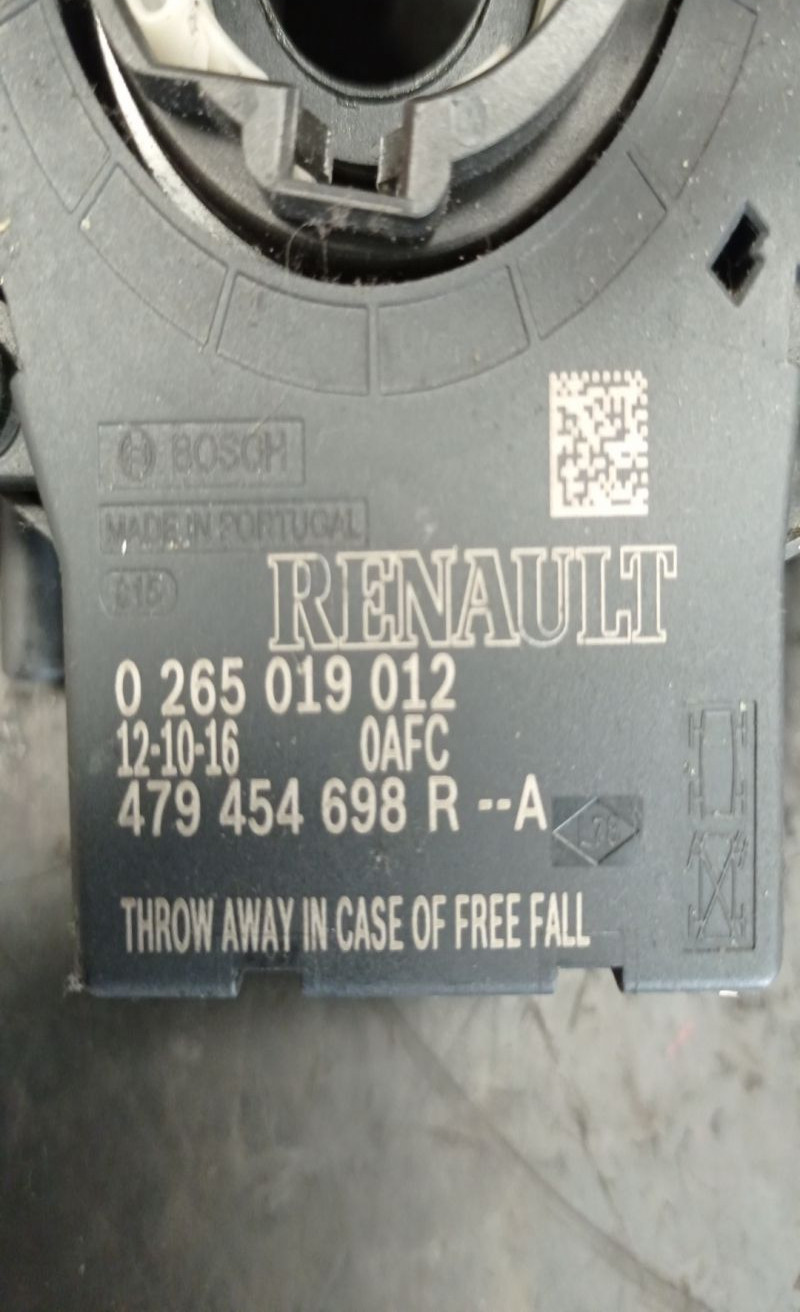 BOSCH
MADE IN PORTUGAL
RENAULT
0 265 019 012
12-10-16 0AFC
479 454 698 R --A
THROW AWAY IN CASE OF FREE FALL